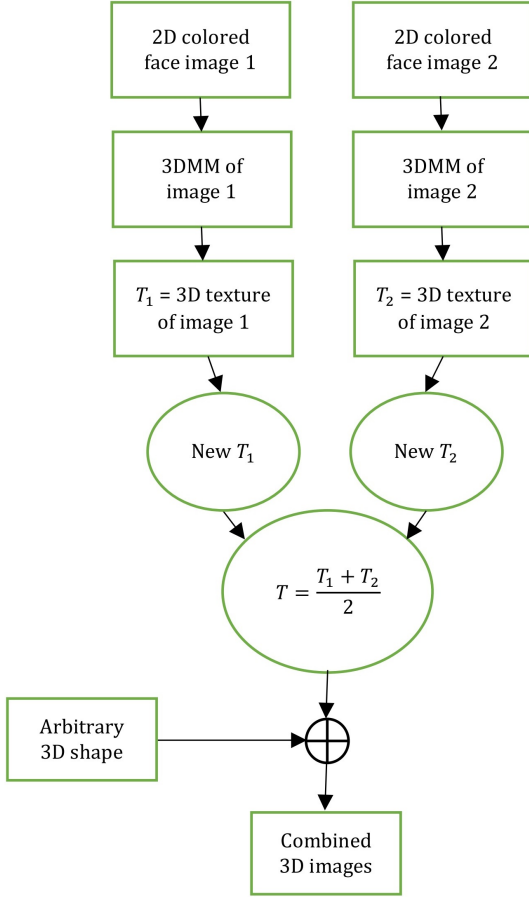 2D colored
face image 1
2D colored
face image 2
3DMM of
image 1
3DMM of
image 2
T₁ = 3D texture
of image 1
T₂ = 3D texture
of image 2
New T₁
New T₂
T = (T₁ + T₂)/2
Arbitrary
3D shape
Combined
3D images